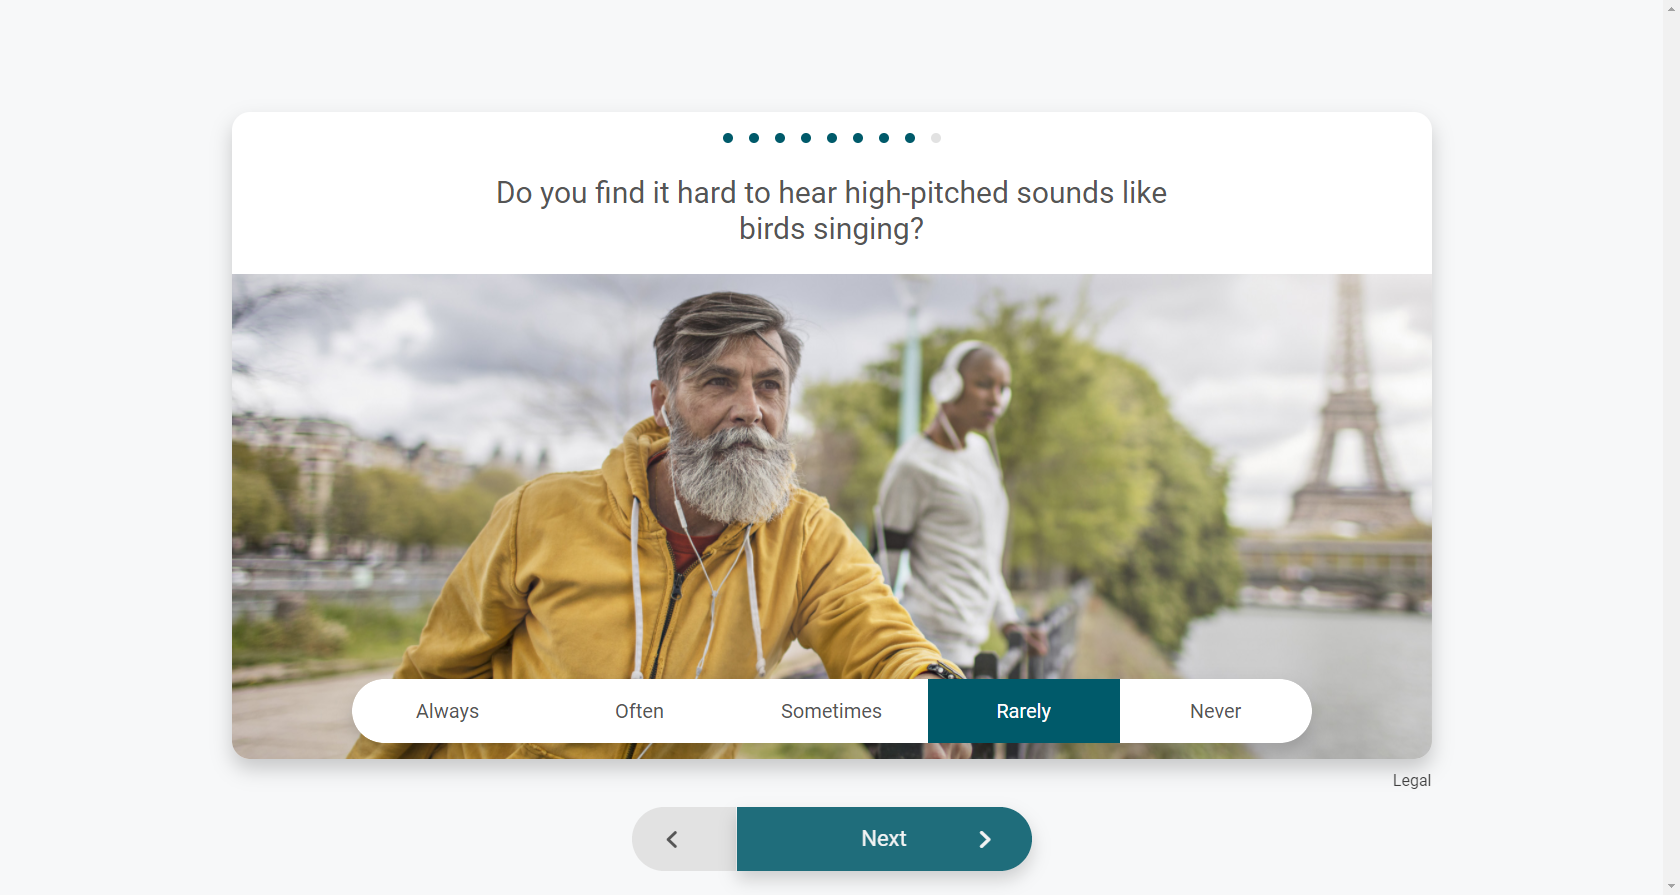 Do you find it hard to hear high-pitched sounds like
birds singing?
Always
Often
Sometimes
Rarely
Never
Legal
Next